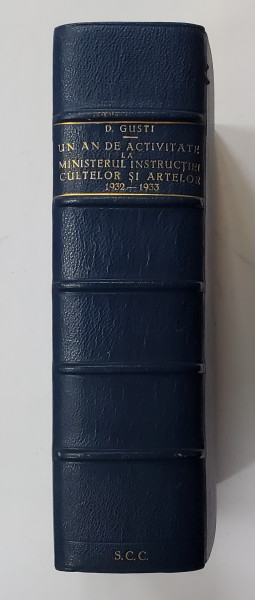 D. GUSTI
UN AN DE ACTIVITATE
LA
MINISTERUL INSTRUCȚIEI
CULTELOR ȘI ARTELOR
1932 — 1933
S.C.C.